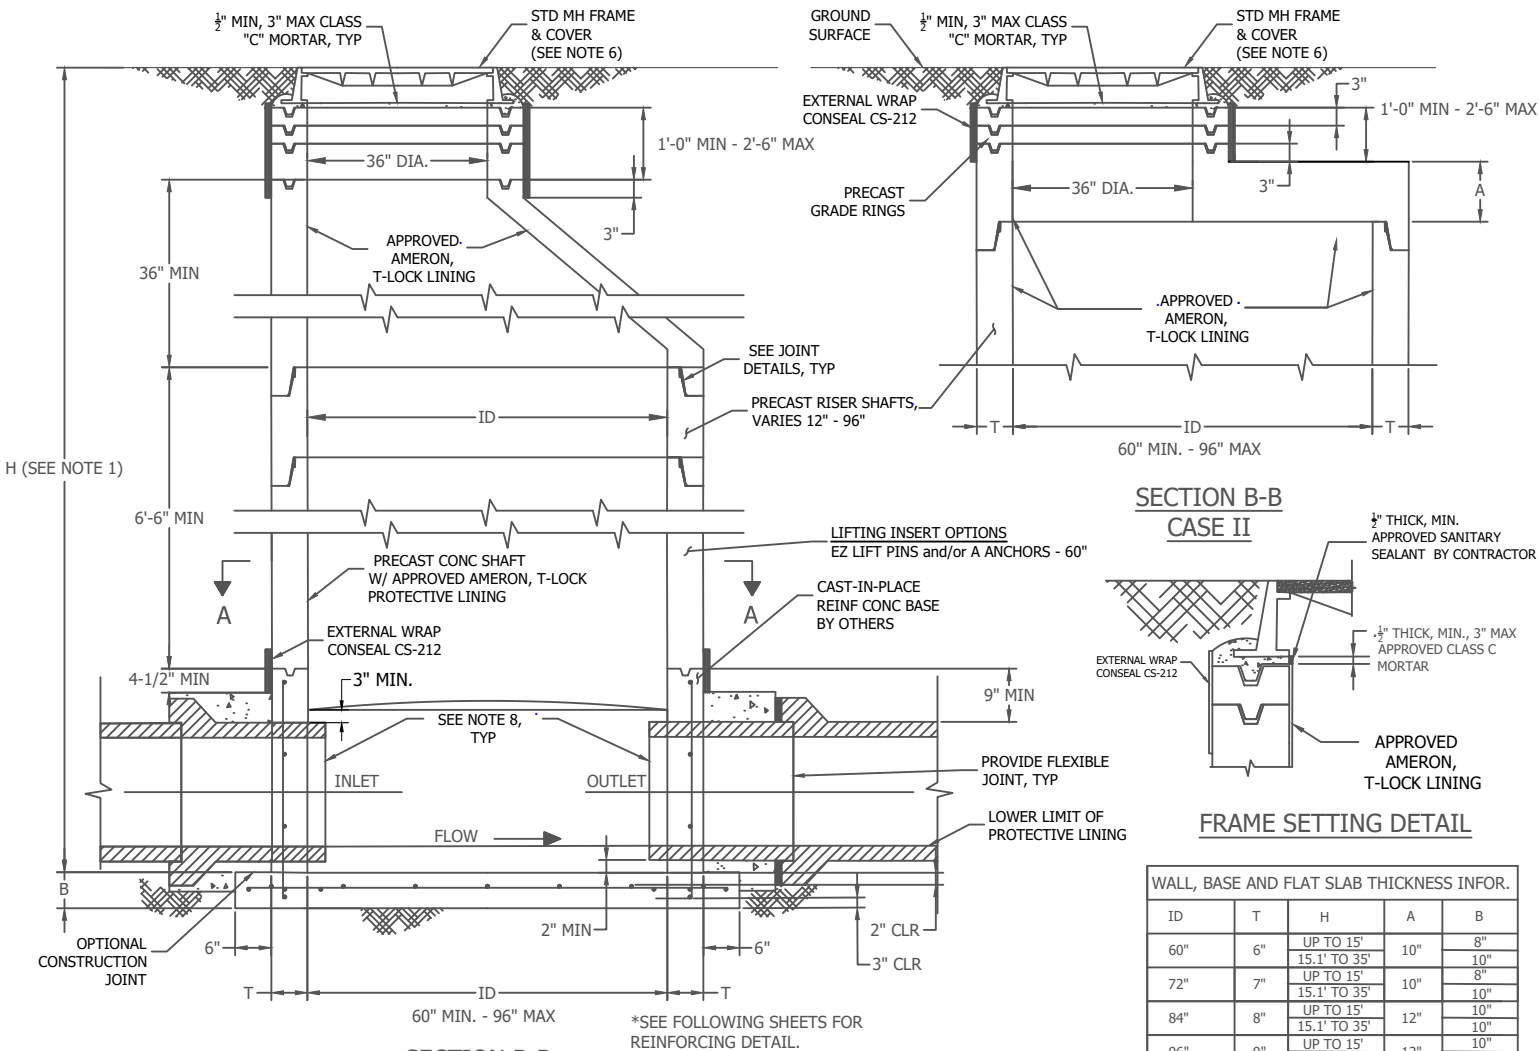 ½" MIN, 3" MAX CLASS
"C" MORTAR, TYP
STD MH FRAME
& COVER
(SEE NOTE 6)
1'-0" MIN - 2'-6" MAX
36" DIA.
3"
36" MIN
APPROVED
AMERON,
T-LOCK LINING
SEE JOINT
DETAILS, TYP
PRECAST RISER SHAFTS,
VARIES 12" - 96"
ID
H (SEE NOTE 1)
6'-6" MIN
LIFTING INSERT OPTIONS
EZ LIFT PINS and/or A ANCHORS - 60"
PRECAST CONC SHAFT
W/ APPROVED AMERON, T-LOCK
PROTECTIVE LINING
A
A
CAST-IN-PLACE
REINF CONC BASE
BY OTHERS
EXTERNAL WRAP
CONSEAL CS-212
4-1/2" MIN
3" MIN.
9" MIN
SEE NOTE 8,
TYP
INLET
OUTLET
PROVIDE FLEXIBLE
JOINT, TYP
FLOW
LOWER LIMIT OF
PROTECTIVE LINING
B
OPTIONAL
CONSTRUCTION
JOINT
6"
2" MIN
6"
2" CLR
3" CLR
T
ID
T
60" MIN. - 96" MAX
*SEE FOLLOWING SHEETS FOR
REINFORCING DETAIL.
GROUND
SURFACE
½" MIN, 3" MAX CLASS
"C" MORTAR, TYP
STD MH FRAME
& COVER
(SEE NOTE 6)
EXTERNAL WRAP
CONSEAL CS-212
3"
1'-0" MIN - 2'-6" MAX
PRECAST
GRADE RINGS
36" DIA.
3"
A
.APPROVED
AMERON,
T-LOCK LINING
T
ID
T
60" MIN. - 96" MAX
SECTION B-B
CASE II
½" THICK, MIN.
APPROVED SANITARY
SEALANT BY CONTRACTOR
½" THICK, MIN., 3" MAX
APPROVED CLASS C
MORTAR
EXTERNAL WRAP
CONSEAL CS-212
APPROVED
AMERON,
T-LOCK LINING
FRAME SETTING DETAIL
WALL, BASE AND FLAT SLAB THICKNESS INFOR.
ID T H A B
60" 6" UP TO 15' 10" 8"
15.1' TO 35' 10"
72" 7" UP TO 15' 10" 8"
15.1' TO 35' 10"
84" 8" UP TO 15' 12" 10"
15.1' TO 35' 10"
UP TO 15' 10"